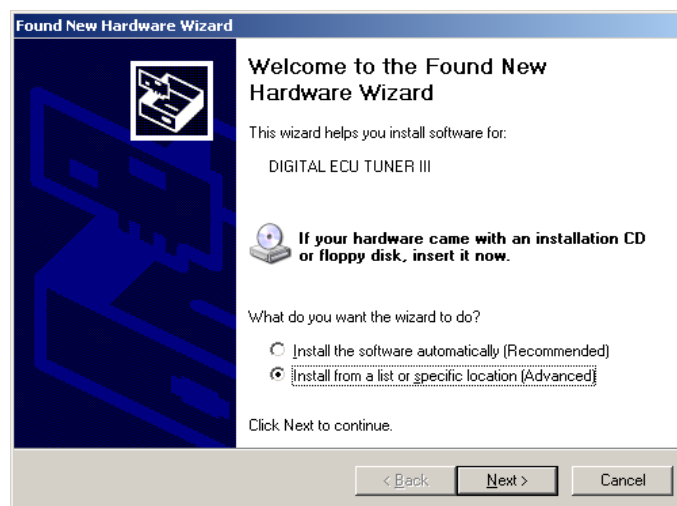 Found New Hardware Wizard
Welcome to the Found New
Hardware Wizard
This wizard helps you install software for:
DIGITAL ECU TUNER III
If your hardware came with an installation CD
or floppy disk, insert it now.
What do you want the wizard to do?
Install the software automatically (Recommended)
Install from a list or specific location (Advanced)
Click Next to continue.
< Back Next > Cancel